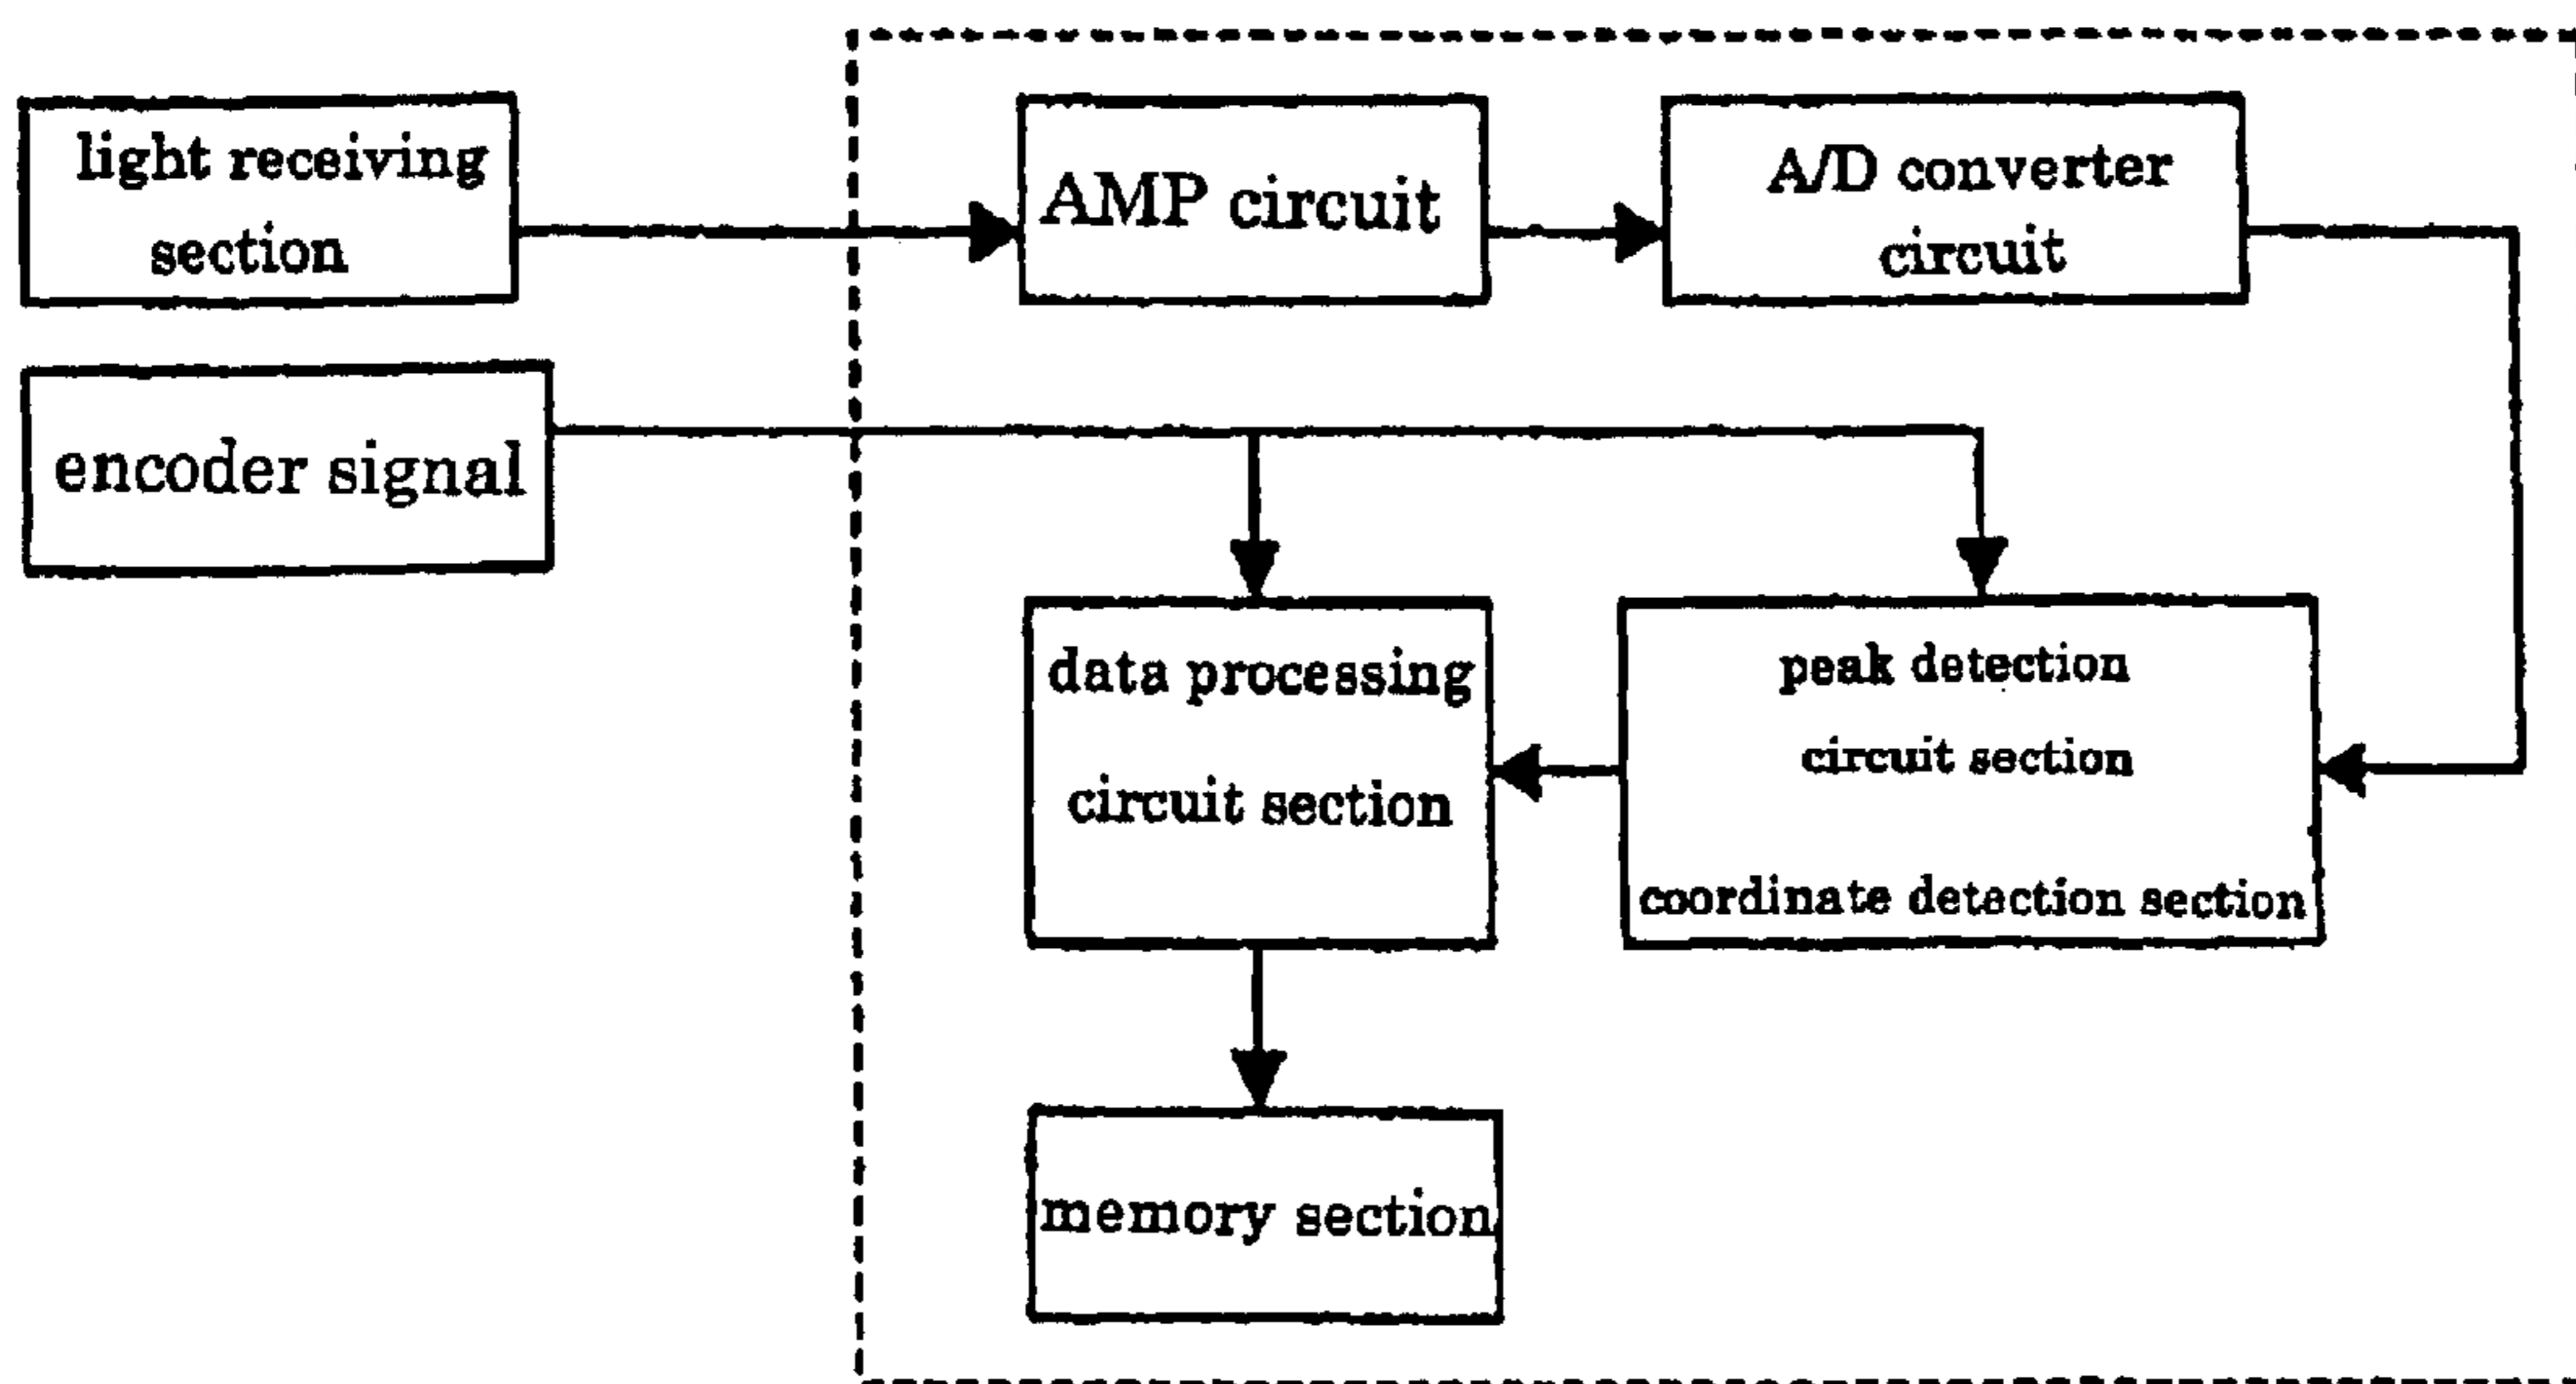 light receiving
section
AMP circuit
A/D converter
circuit
encoder signal
data processing
circuit section
peak detection
circuit section
coordinate detection section
memory section